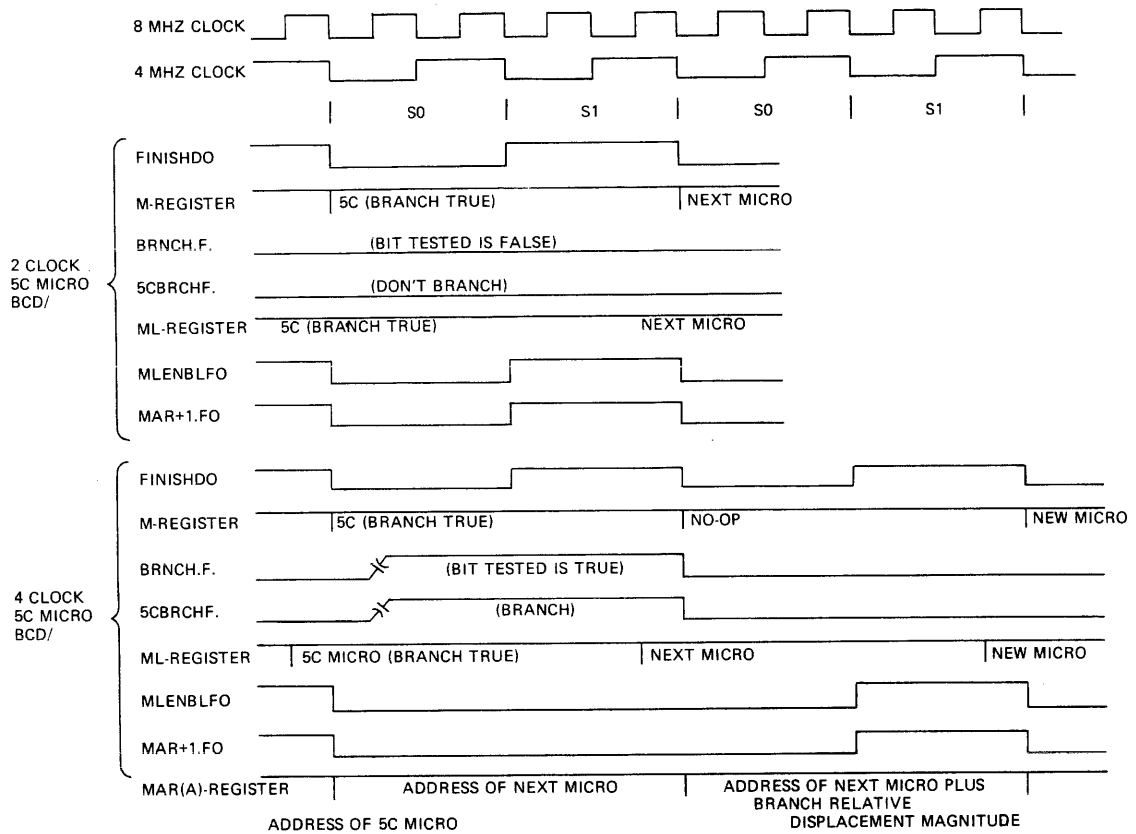 8 MHZ CLOCK
4 MHZ CLOCK
S0 S1 S0 S1
2 CLOCK
5C MICRO
BCD/
FINISHDO
M-REGISTER 5C (BRANCH TRUE) NEXT MICRO
BRNCH.F. (BIT TESTED IS FALSE)
5CBRCHF. (DON'T BRANCH)
ML-REGISTER 5C (BRANCH TRUE) NEXT MICRO
MLENBLFO
MAR+1.FO
4 CLOCK
5C MICRO
BCD/
FINISHDO
M-REGISTER 5C (BRANCH TRUE) NO-OP NEW MICRO
BRNCH.F. (BIT TESTED IS TRUE)
5CBRCHF. (BRANCH)
ML-REGISTER 5C MICRO (BRANCH TRUE) NEXT MICRO NEW MICRO
MLENBLFO
MAR+1.FO
MAR(A)-REGISTER ADDRESS OF NEXT MICRO ADDRESS OF NEXT MICRO PLUS
BRANCH RELATIVE
ADDRESS OF 5C MICRO DISPLACEMENT MAGNITUDE